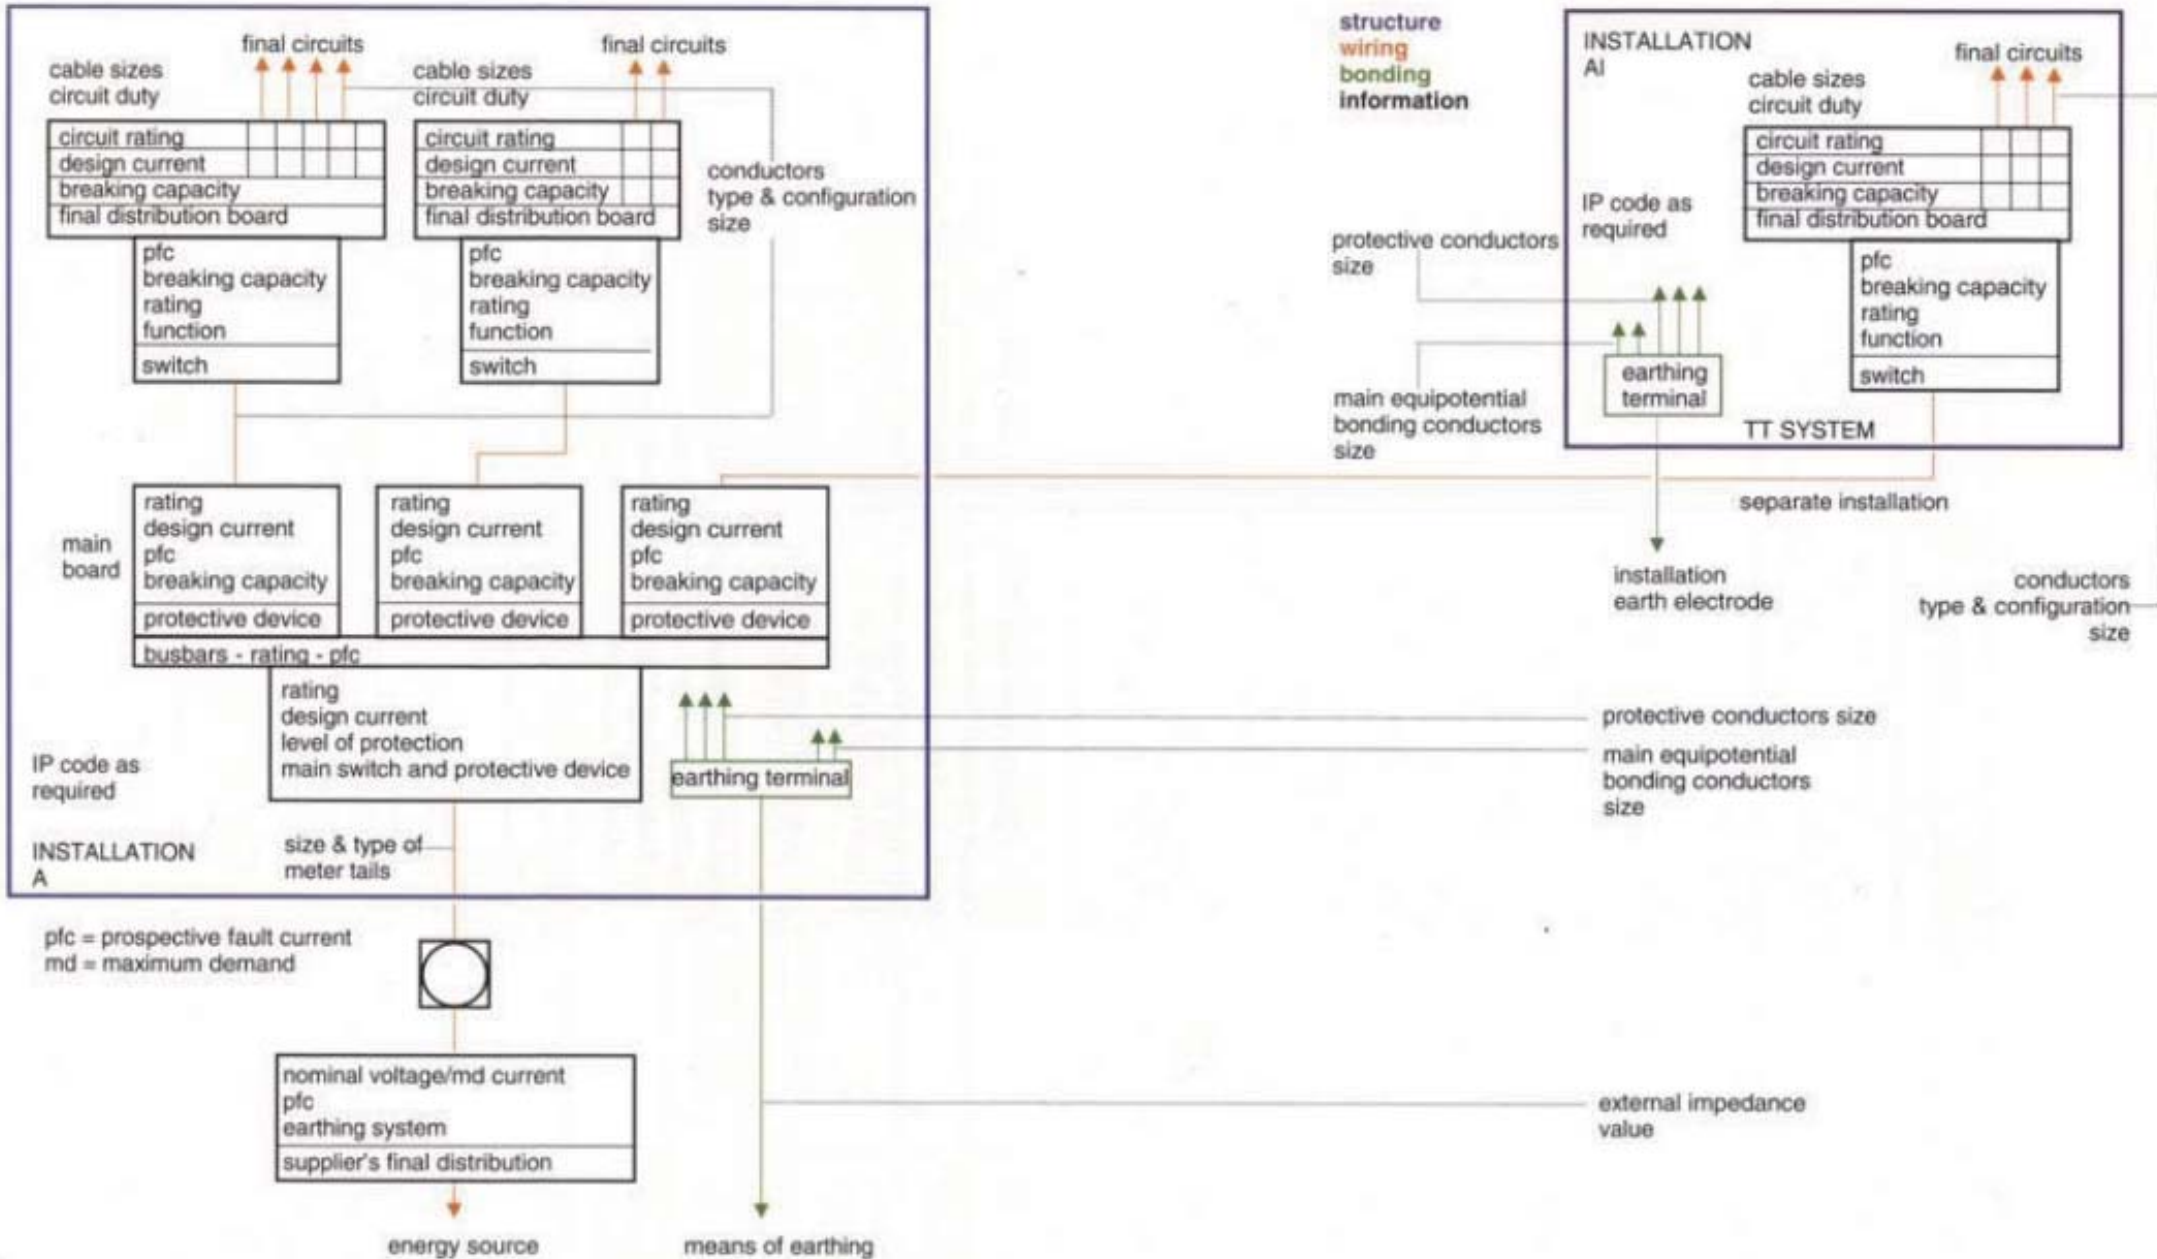 final circuits
cable sizes
circuit duty
circuit rating
design current
breaking capacity
final distribution board
pfc
breaking capacity
rating
function
switch
final circuits
cable sizes
circuit duty
circuit rating
design current
breaking capacity
final distribution board
pfc
breaking capacity
rating
function
switch
conductors
type & configuration
size
main
board
rating
design current
pfc
breaking capacity
protective device
rating
design current
pfc
breaking capacity
protective device
rating
design current
pfc
breaking capacity
protective device
busbars - rating - pfc
rating
design current
level of protection
main switch and protective device
earthing terminal
IP code as
required
INSTALLATION
A
size & type of
meter tails
pfc = prospective fault current
md = maximum demand
nominal voltage/md current
pfc
earthing system
supplier's final distribution
energy source
means of earthing
structure
wiring
bonding
information
INSTALLATION
AI
final circuits
cable sizes
circuit duty
circuit rating
design current
breaking capacity
final distribution board
IP code as
required
pfc
breaking capacity
rating
function
switch
protective conductors
size
main equipotential
bonding conductors
size
earthing
terminal
TT SYSTEM
separate installation
installation
earth electrode
conductors
type & configuration
size
protective conductors size
main equipotential
bonding conductors
size
external impedance
value